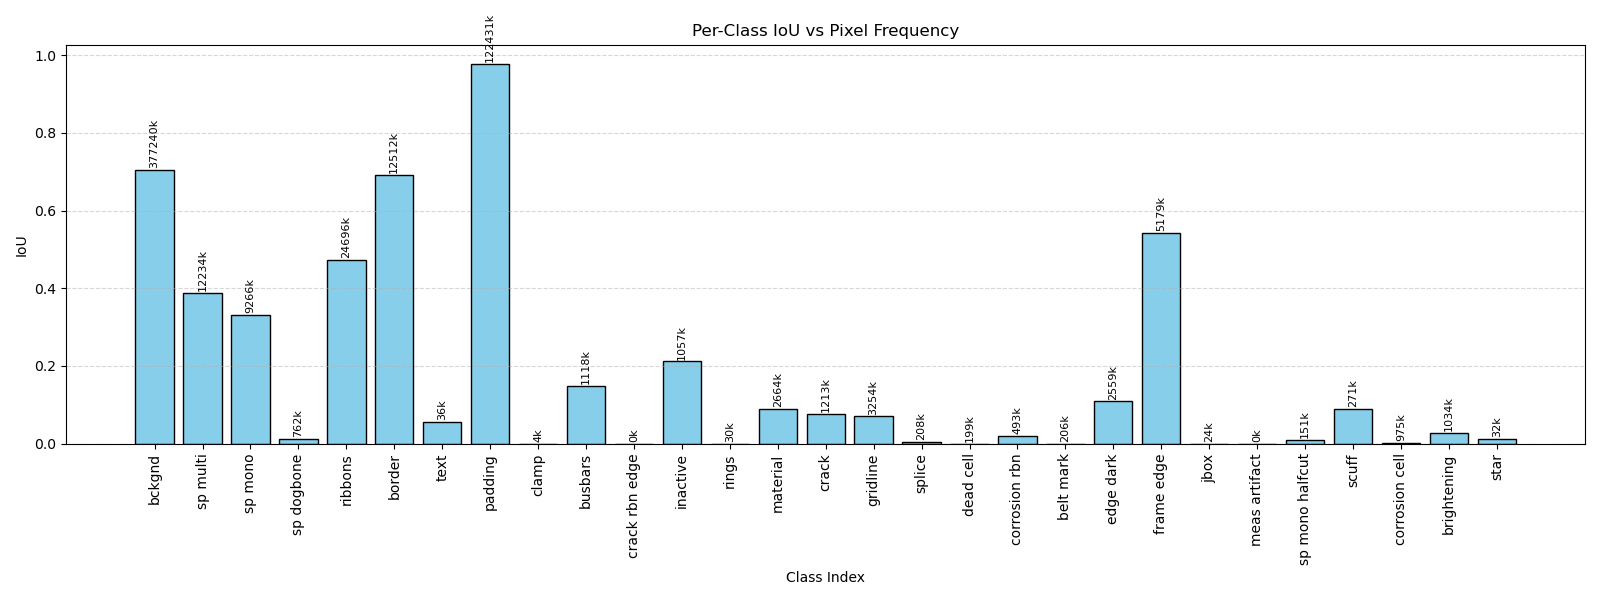 Per-Class IoU vs Pixel Frequency
IoU
1.0
0.8
0.6
0.4
0.2
0.0
377240k
12234k
9266k
762k
24696k
12512k
36k
122431k
4k
1118k
0k
1057k
30k
2664k
1213k
3254k
208k
199k
493k
206k
2559k
5179k
24k
0k
151k
271k
975k
1034k
32k
bckgnd
sp multi
sp mono
sp dogbone
ribbons
border
text
padding
clamp
busbars
crack rbn edge
inactive
rings
material
crack
gridline
splice
dead cell
corrosion rbn
belt mark
edge dark
frame edge
jbox
meas artifact
sp mono halfcut
scuff
corrosion cell
brightening
star
Class Index